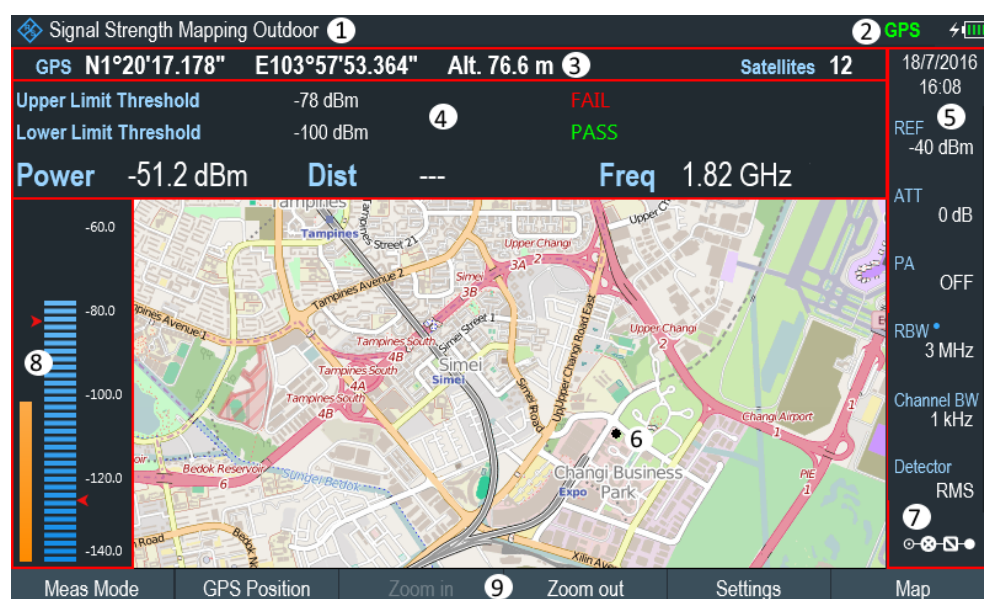 Signal Strength Mapping Outdoor 1
2 GPS
GPS N1°20'17.178" E103°57'53.364" Alt. 76.6 m 3 Satellites 12
18/7/2016
16:08
Upper Limit Threshold -78 dBm FAIL
Lower Limit Threshold -100 dBm 4 PASS
Power -51.2 dBm Dist --- Freq 1.82 GHz
5
REF
-40 dBm
ATT
0 dB
PA
OFF
RBW
3 MHz
Channel BW
1 kHz
Detector
RMS
7
-60.0
-80.0
8
-100.0
-120.0
-140.0
Tampines
Tampines
Street 21
Upper
Upper Changi
3A 2
Simei
3B
Tampines Avenue 2
Tampines Avenue 1
Simei Street 1
Tampines South
4B
Upper Changi
2
Simei
Simei
Tampines South
4A
Tampines South
4B
Simei Road
Upper Changi Road East
Changi Airport
1
1
6
Bedok Reservoir
6
Sungei Bedok
Changi Business
Park
Expo
PIE
1
Road
Xilin Ave
Meas Mode GPS Position Zoom in 9 Zoom out Settings Map